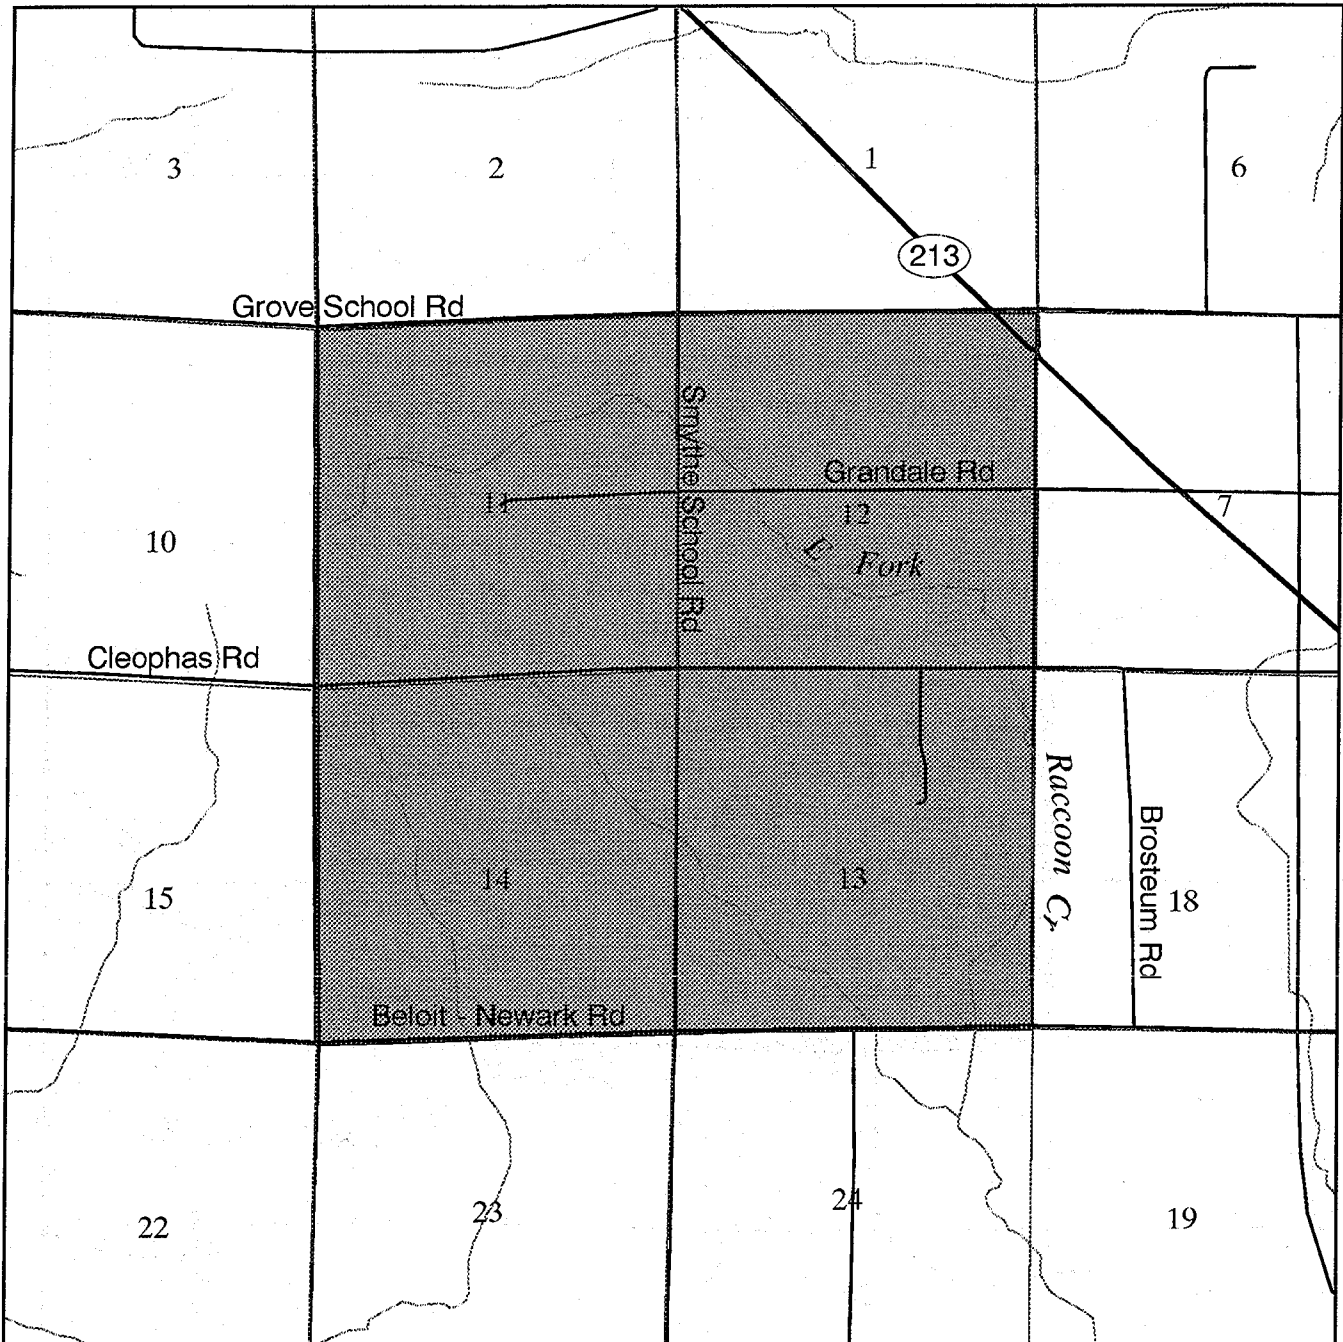 3
2
1
6
213
Grove School Rd
Smythe School Rd
Grandale Rd
11
12
7
10
E Fork
Cleophas Rd
Raccoon Cr.
Brosteum Rd
14
13
15
18
Beloit - Newark Rd
22
23
24
19